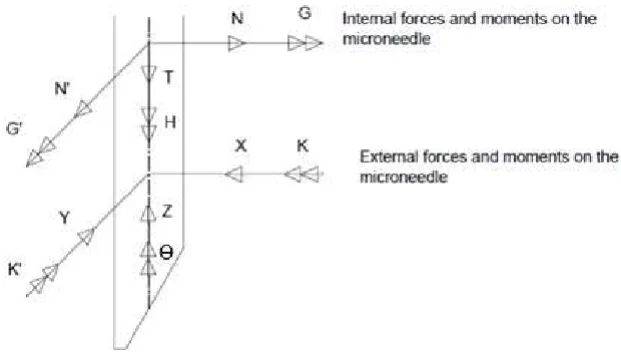 N G Internal forces and moments on the
microneedle
N' T
G' H
X K External forces and moments on the
microneedle
Y Z
K' Θ